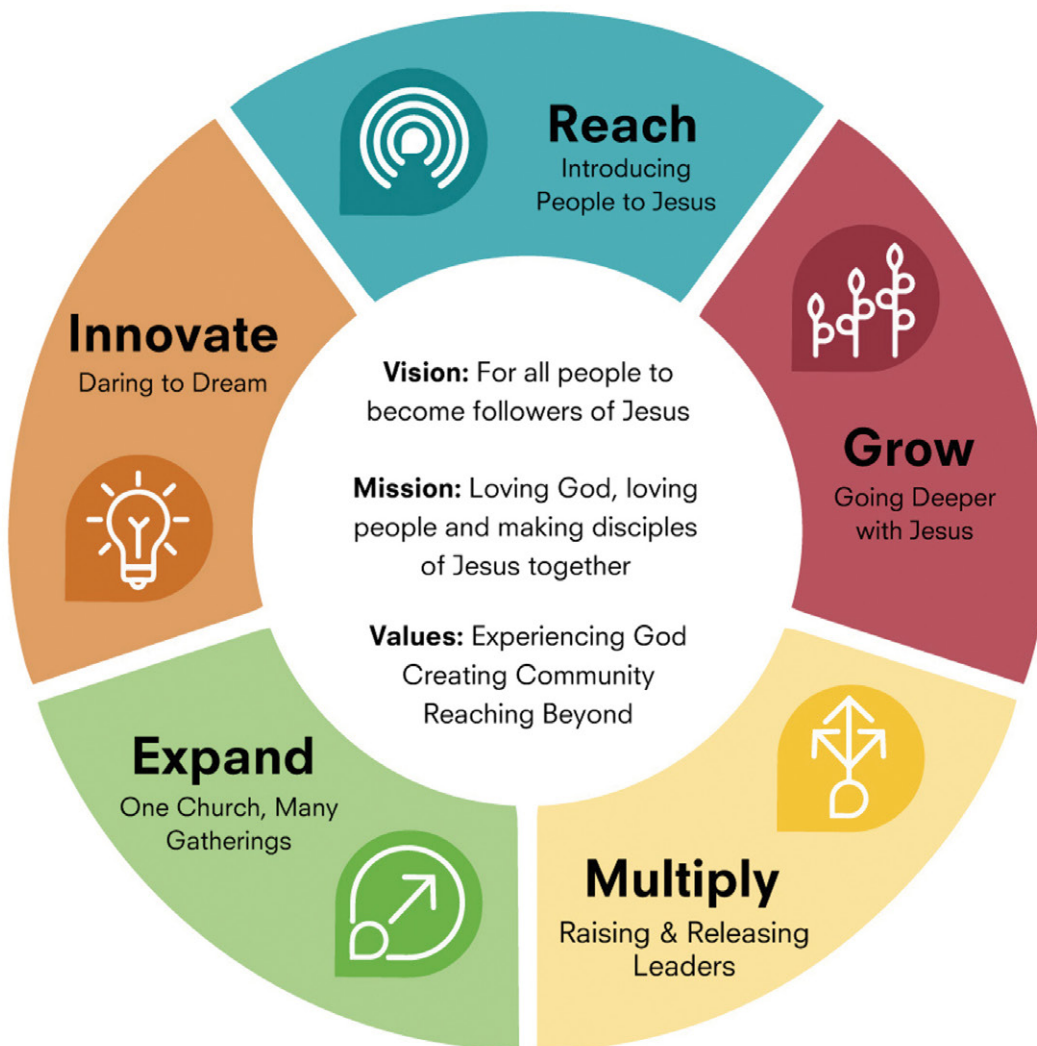 Reach
Introducing
People to Jesus
Grow
Going Deeper
with Jesus
Multiply
Raising & Releasing
Leaders
Expand
One Church, Many
Gatherings
Innovate
Daring to Dream
Vision: For all people to
become followers of Jesus
Mission: Loving God, loving
people and making disciples
of Jesus together
Values: Experiencing God
Creating Community
Reaching Beyond